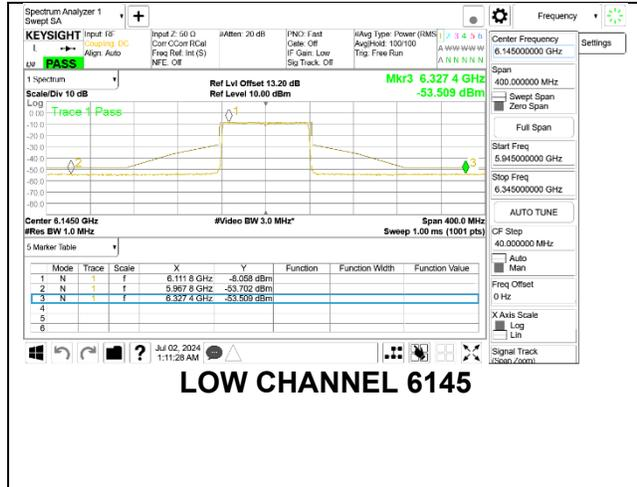 Spectrum Analyzer 1
Swept SA
Frequency
KEYSIGHT
Input: RF
Coupling: DC
Align: Auto
Input Z: 50 Ω
Corr CCorr RCal
Freq Ref: Int (S)
NFE: Off
#Atten: 20 dB
PNO: Fast
Gate: Off
IF Gain: Low
Sig Track: Off
#Avg Type: Power (RMS
Avg|Hold: 100/100
Trig: Free Run
1 2 3 4 5 6
A W W W W W
A N N N N N
L
PASS
Center Frequency
6.145000000 GHz
Settings
Span
400.000000 MHz
Swept Span
Zero Span
Full Span
Start Freq
5.945000000 GHz
Stop Freq
6.345000000 GHz
AUTO TUNE
CF Step
40.000000 MHz
Auto
Man
Freq Offset
0 Hz
X Axis Scale
Log
Lin
Signal Track
(Span Zoom)
1 Spectrum
Scale/Div 10 dB
Ref Lvl Offset 13.20 dB
Ref Level 10.00 dBm
Mkr3 6.327 4 GHz
-53.509 dBm
Log
Trace 1 Pass
0.00
-10.0
-20.0
-30.0
-40.0
-50.0
-60.0
-70.0
-80.0
1
2
3
Center 6.1450 GHz
#Res BW 1.0 MHz
#Video BW 3.0 MHz*
Span 400.0 MHz
Sweep 1.00 ms (1001 pts)
5 Marker Table
Mode Trace Scale X Y Function Function Width Function Value
1 N 1 f 6.111 8 GHz -8.058 dBm
2 N 1 f 5.967 8 GHz -53.702 dBm
3 N 1 f 6.327 4 GHz -53.509 dBm
4
5
6
Jul 02, 2024
1:11:28 AM
LOW CHANNEL 6145